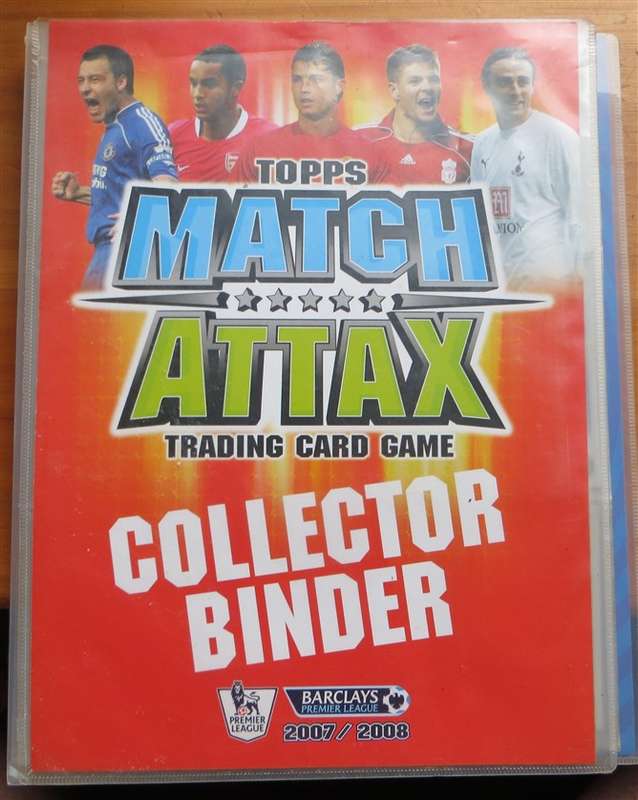 TOPPS
MATCH
ATTAX
TRADING CARD GAME
COLLECTOR
BINDER
PREMIER
LEAGUE
BARCLAYS
PREMIER LEAGUE
2007/2008